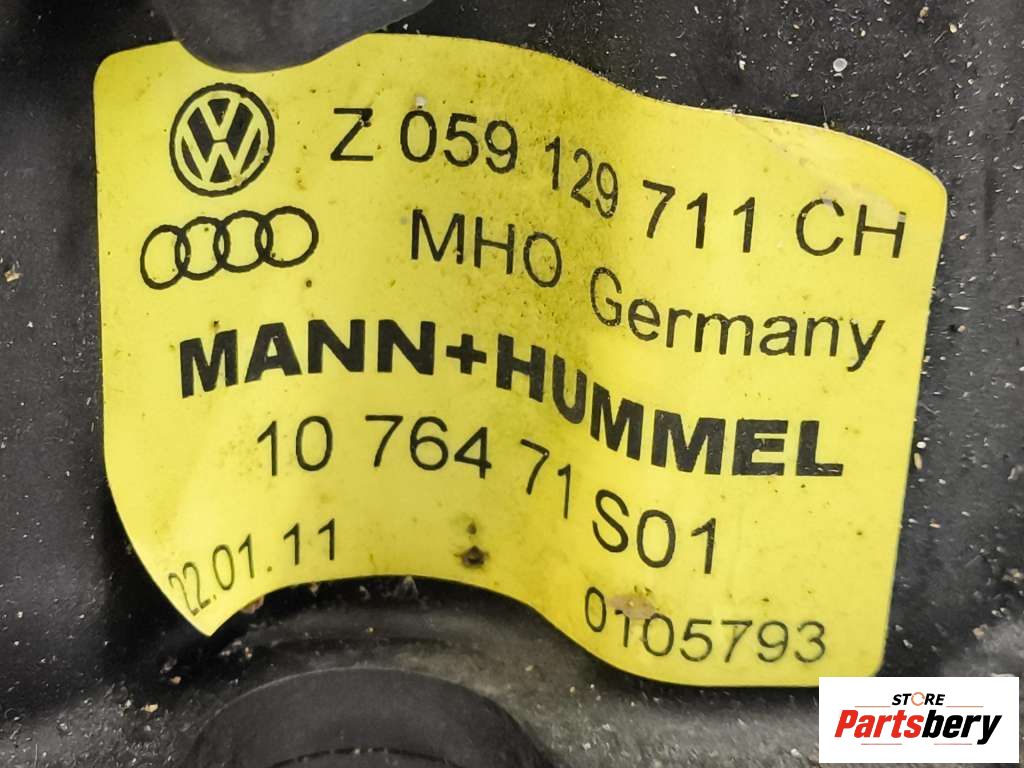 Z 059 129 711 CH
MHO Germany
MANN+HUMMEL
10 764 71 S01
22.01.11
0105793
STORE
Partsbery